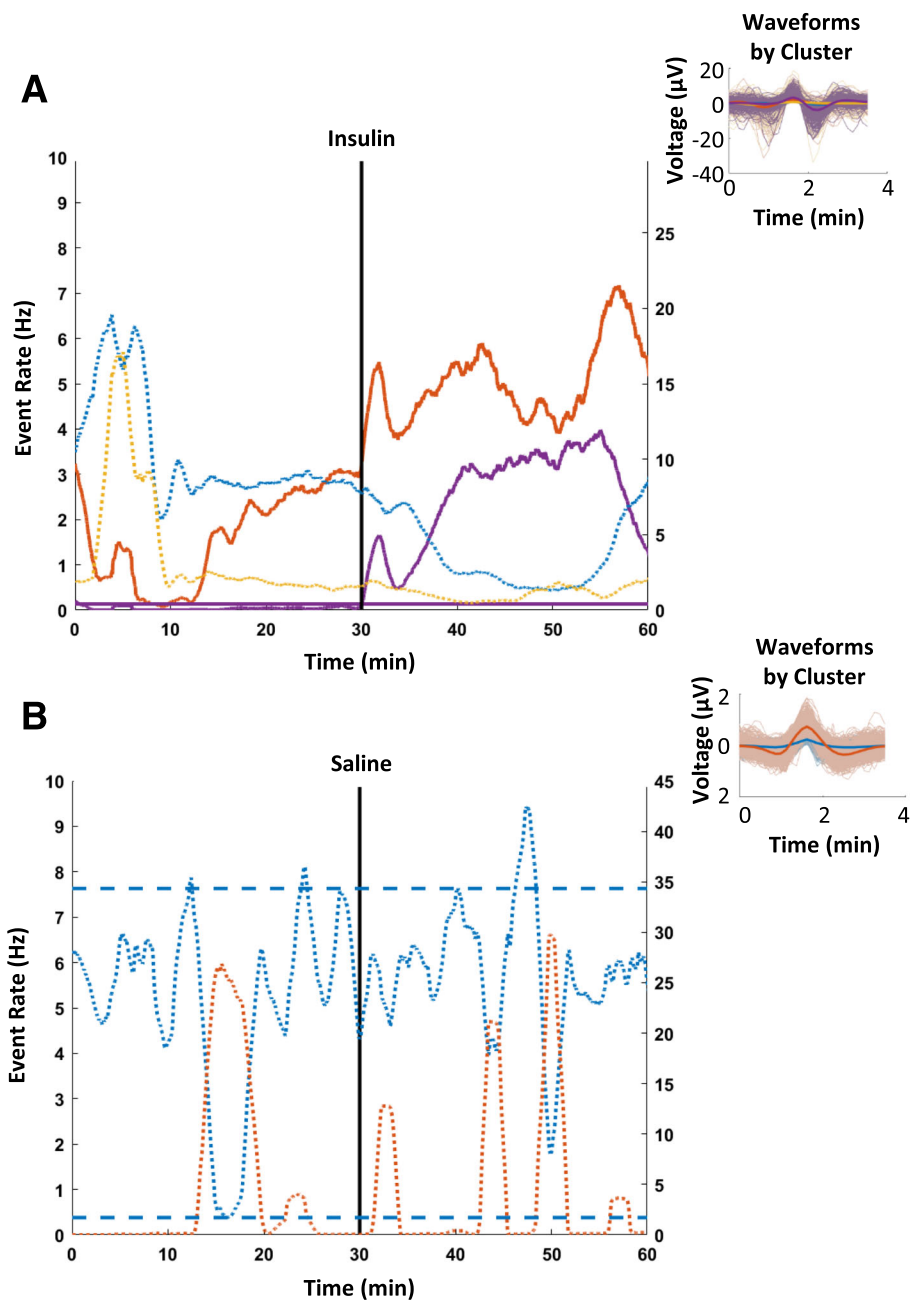 A
Waveforms
by Cluster
Voltage (µV)
20
0
-20
-40
0 2 4
Time (min)
Insulin
Event Rate (Hz)
10
9
8
7
6
5
4
3
2
1
0
25
20
15
10
5
0
0 10 20 30 40 50 60
Time (min)
B
Waveforms
by Cluster
Voltage (µV)
2
0
2
0 2 4
Time (min)
Saline
Event Rate (Hz)
10
9
8
7
6
5
4
3
2
1
0
45
40
35
30
25
20
15
10
5
0
0 10 20 30 40 50 60
Time (min)